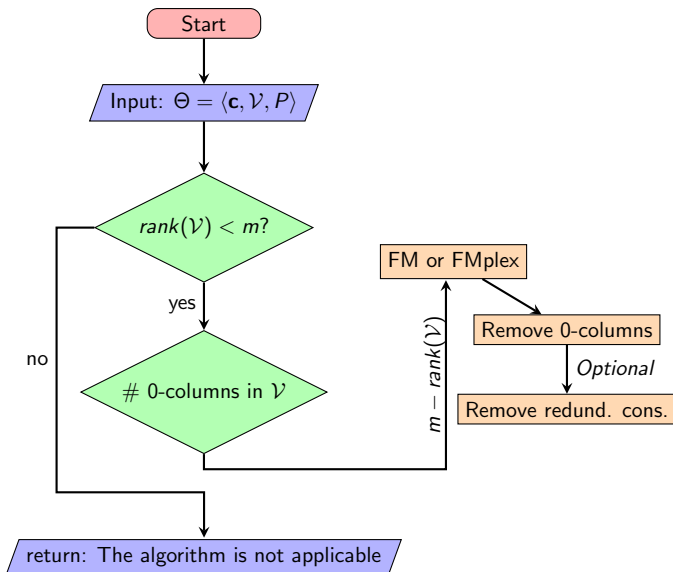 Start
Input: Θ = ⟨𝐜, 𝒱, P⟩
rank(𝒱) < m?
yes
no
# 0-columns in 𝒱
m − rank(𝒱)
FM or FMplex
Remove 0-columns
Optional
Remove redund. cons.
return: The algorithm is not applicable